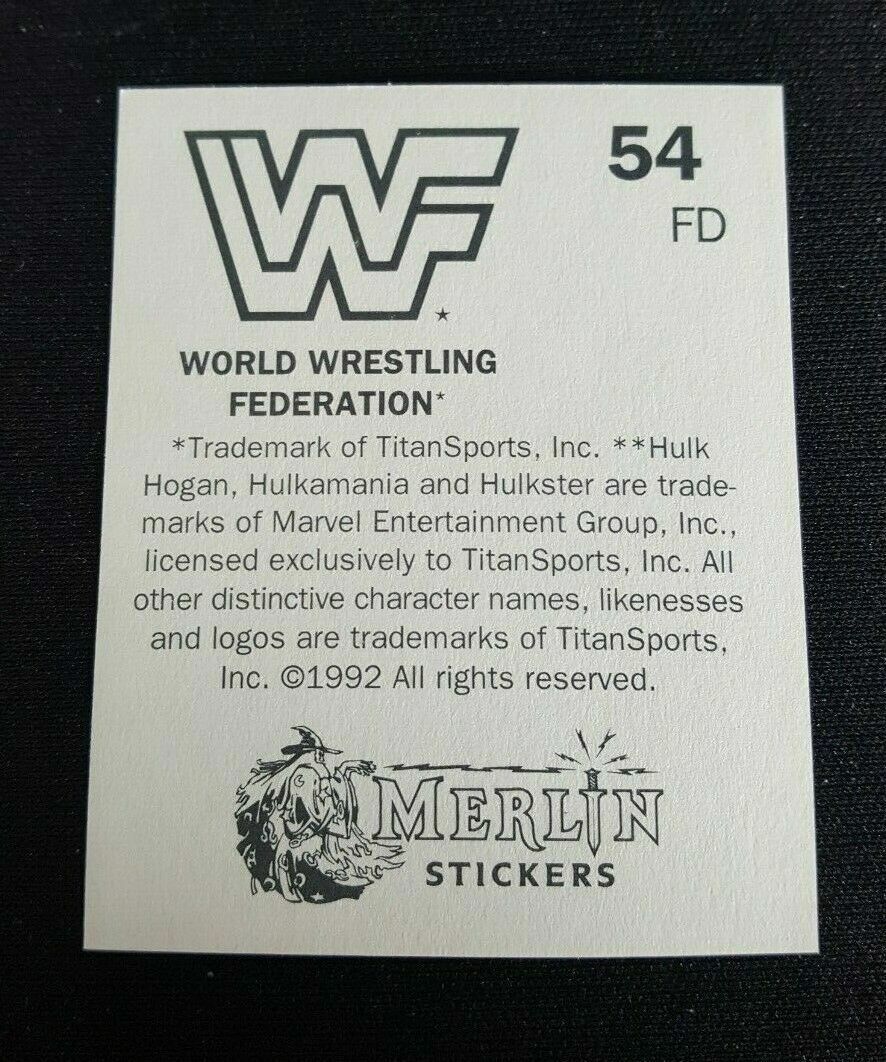 WF
54
FD
WORLD WRESTLING
FEDERATION*
*Trademark of TitanSports, Inc. **Hulk
Hogan, Hulkamania and Hulkster are trade-
marks of Marvel Entertainment Group, Inc.,
licensed exclusively to TitanSports, Inc. All
other distinctive character names, likenesses
and logos are trademarks of TitanSports,
Inc. ©1992 All rights reserved.
MERLIN
STICKERS